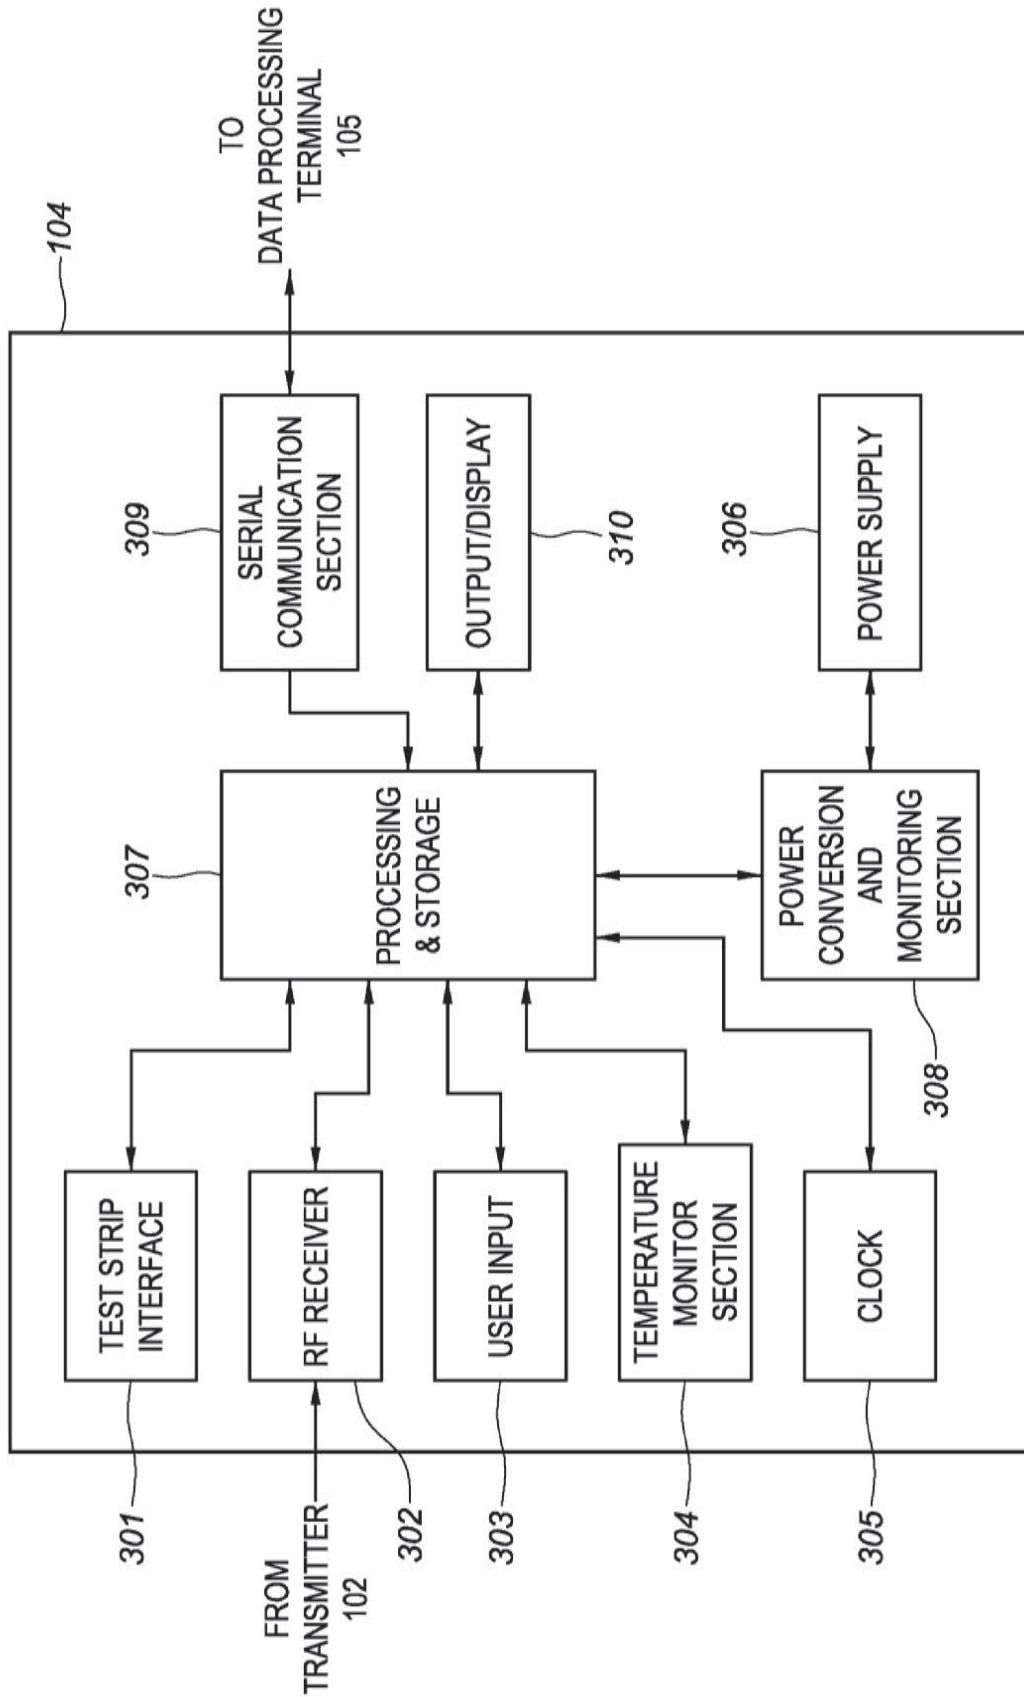 104
301
TEST STRIP
INTERFACE
FROM
TRANSMITTER
102
302
RF RECEIVER
303
USER INPUT
304
TEMPERATURE
MONITOR
SECTION
305
CLOCK
307
PROCESSING
& STORAGE
308
POWER
CONVERSION
AND
MONITORING
SECTION
309
SERIAL
COMMUNICATION
SECTION
310
OUTPUT/DISPLAY
306
POWER SUPPLY
TO
DATA PROCESSING
TERMINAL
105